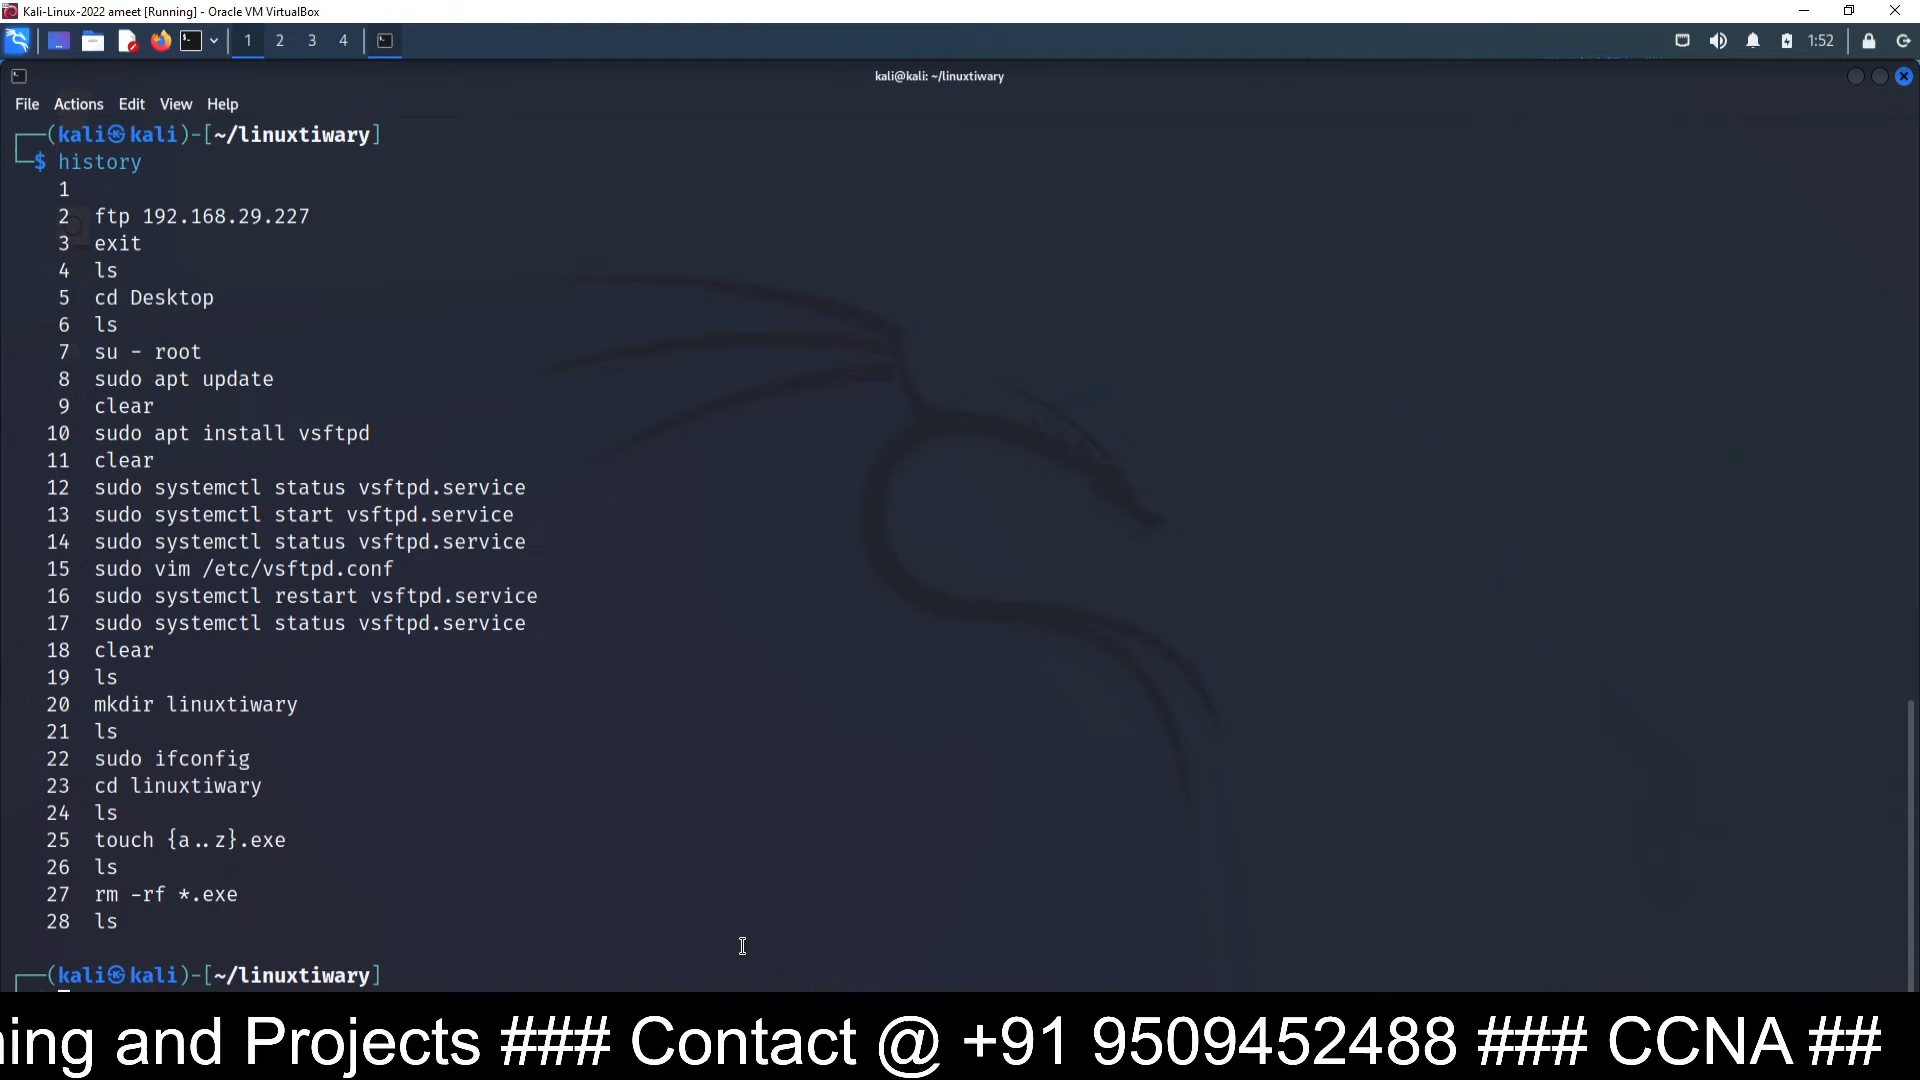 Kali-Linux-2022 ameet [Running] - Oracle VM VirtualBox
1 2 3 4 1:52
kali@kali: ~/linuxtiwary
File Actions Edit View Help
┌──(kali㉿kali)-[~/linuxtiwary]
└─$ history
1
2 ftp 192.168.29.227
3 exit
4 ls
5 cd Desktop
6 ls
7 su - root
8 sudo apt update
9 clear
10 sudo apt install vsftpd
11 clear
12 sudo systemctl status vsftpd.service
13 sudo systemctl start vsftpd.service
14 sudo systemctl status vsftpd.service
15 sudo vim /etc/vsftpd.conf
16 sudo systemctl restart vsftpd.service
17 sudo systemctl status vsftpd.service
18 clear
19 ls
20 mkdir linuxtiwary
21 ls
22 sudo ifconfig
23 cd linuxtiwary
24 ls
25 touch {a..z}.exe
26 ls
27 rm -rf *.exe
28 ls
┌──(kali㉿kali)-[~/linuxtiwary]
ning and Projects ### Contact @ +91 9509452488 ### CCNA ##